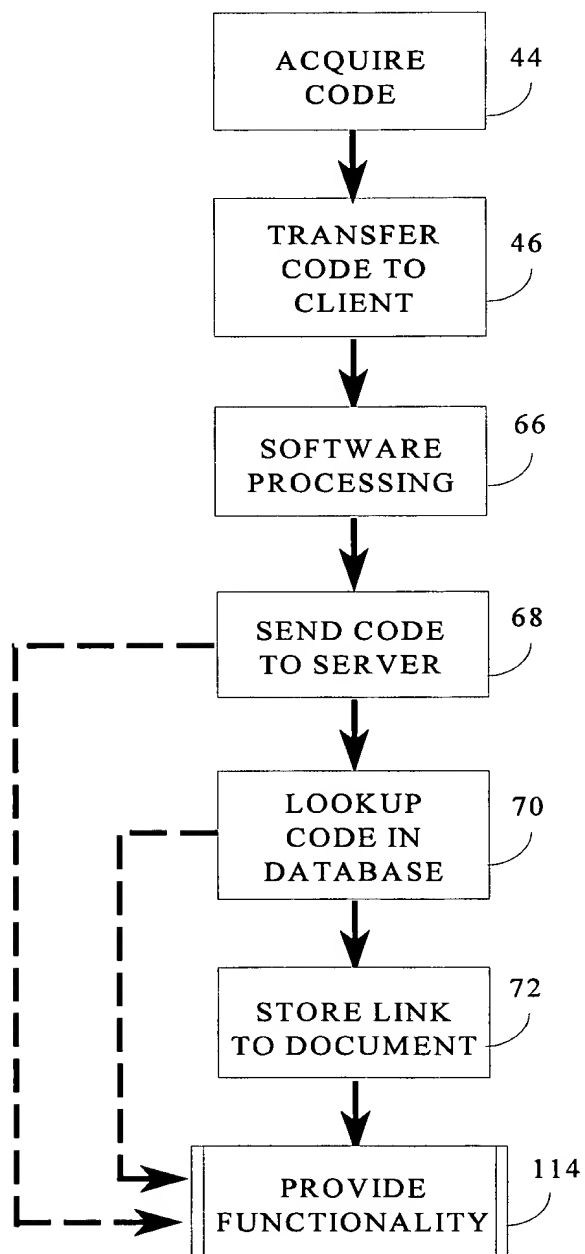 ACQUIRE
CODE
44
TRANSFER
CODE TO
CLIENT
46
SOFTWARE
PROCESSING
66
SEND CODE
TO SERVER
68
LOOKUP
CODE IN
DATABASE
70
STORE LINK
TO DOCUMENT
72
PROVIDE
FUNCTIONALITY
114